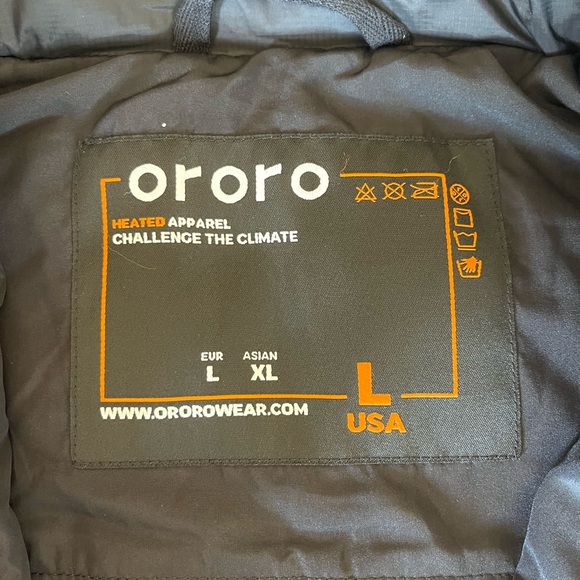 ororo
HEATED APPAREL
CHALLENGE THE CLIMATE
EUR ASIAN
L XL
L
USA
WWW.OROROWEAR.COM